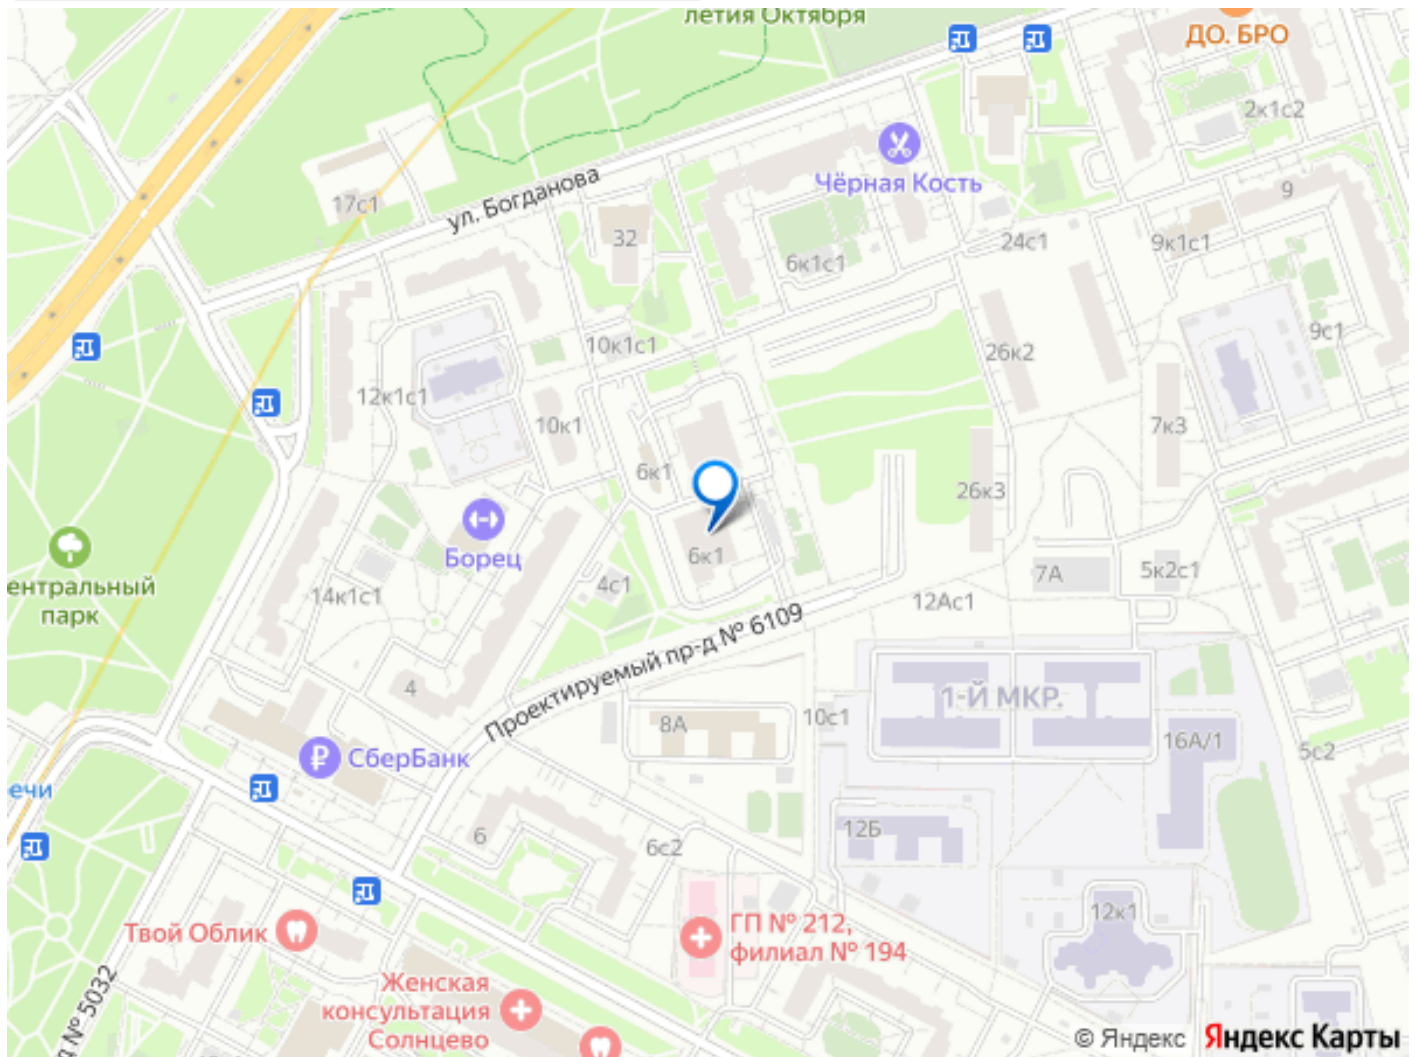 летия Октября
ДО. БРО
2к1с2
Чёрная Кость
17с1
ул. Богданова
32
9
24с1
9к1с1
6к1с1
9с1
10к1с1
26к2
12к1с1
10к1
7к3
6к1
26к3
Борец
6к1
ентральный
парк
14к1с1
4с1
7А
5к2с1
12Ас1
Проектируемый пр-д № 6109
4
1-Й МКР.
8А
10с1
16А/1
5с2
СберБанк
ечи
6
6с2
12Б
12к1
Твой Облик
ГП № 212,
филиал № 194
Женская
консультация
Солнцево
д № 5032
© Яндекс Яндекс Карты